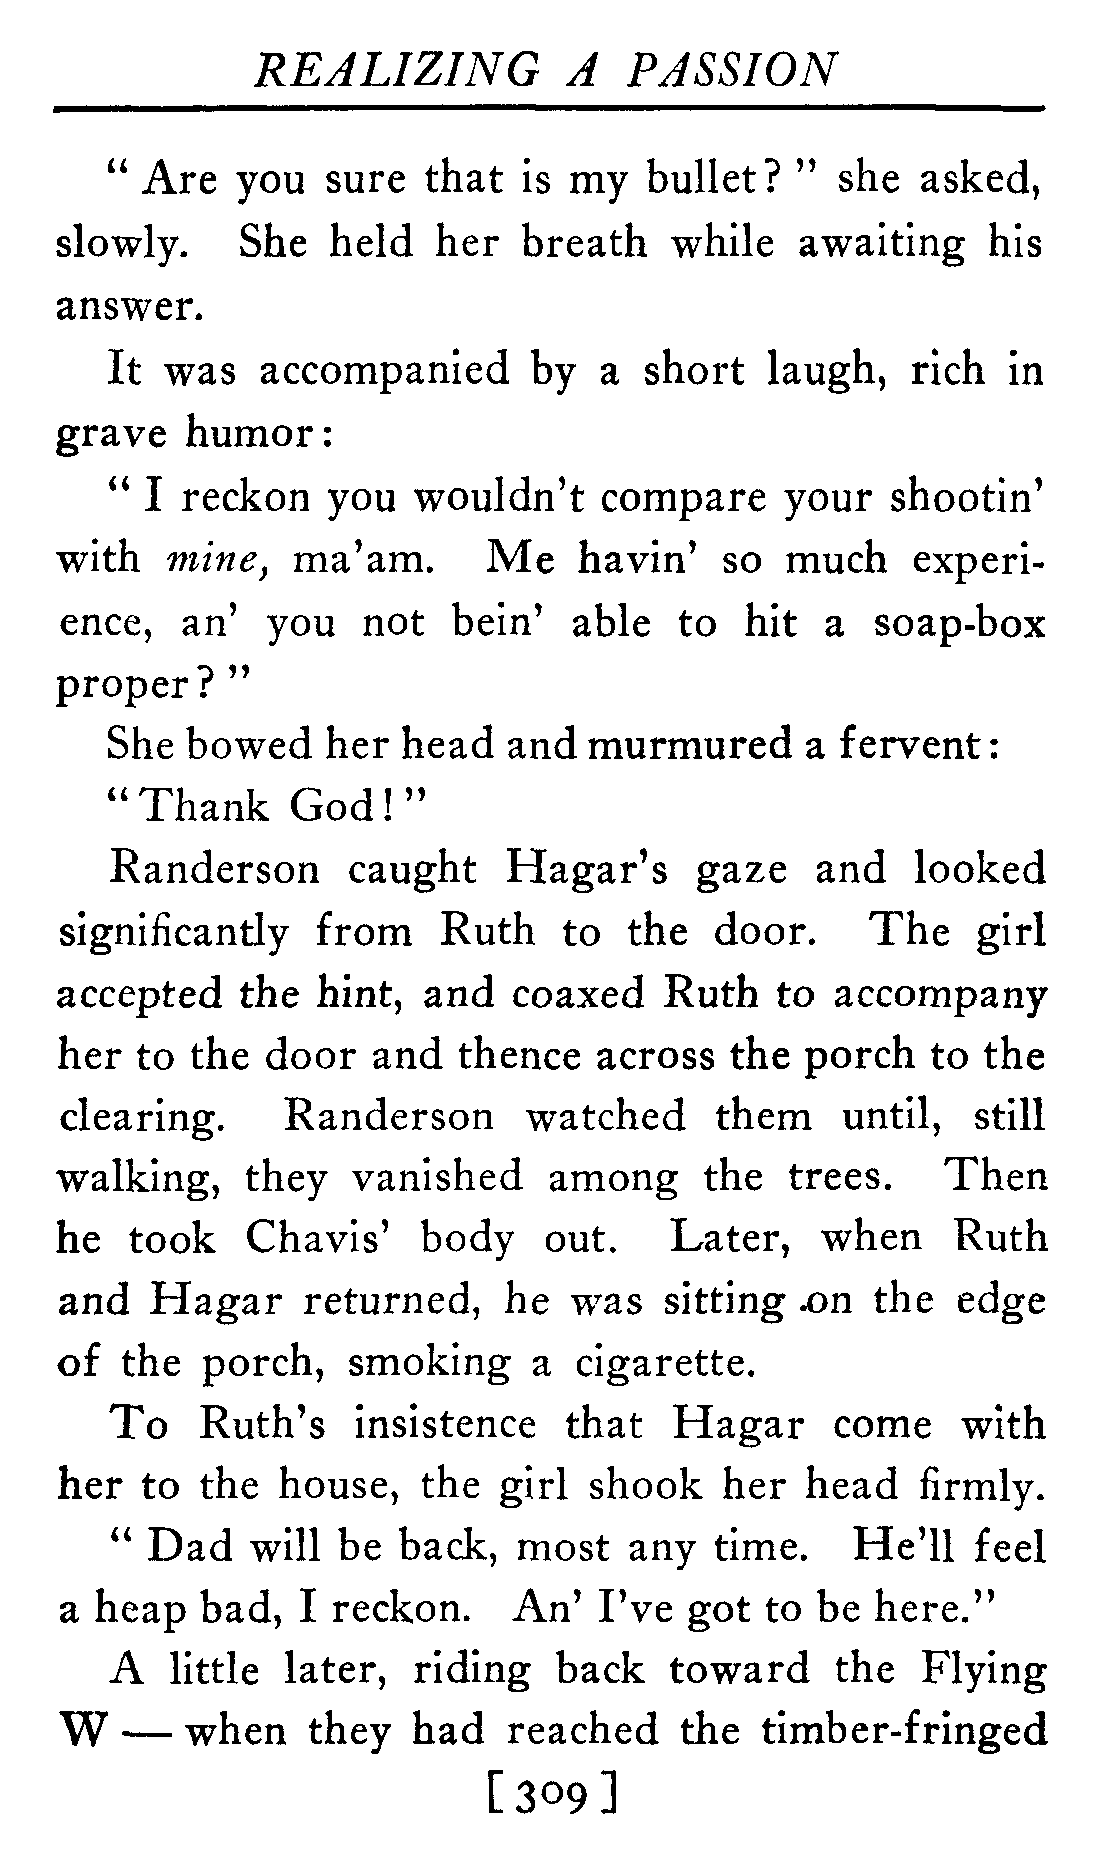 REALIZING A PASSION
“ Are you sure that is my bullet? ” she asked,
slowly. She held her breath while awaiting his
answer.
It was accompanied by a short laugh, rich in
grave humor:
“ I reckon you wouldn’t compare your shootin’
with mine, ma’am. Me havin’ so much experi-
ence, an’ you not bein’ able to hit a soap-box
proper? ”
She bowed her head and murmured a fervent:
“ Thank God! ”
Randerson caught Hagar’s gaze and looked
significantly from Ruth to the door. The girl
accepted the hint, and coaxed Ruth to accompany
her to the door and thence across the porch to the
clearing. Randerson watched them until, still
walking, they vanished among the trees. Then
he took Chavis’ body out. Later, when Ruth
and Hagar returned, he was sitting on the edge
of the porch, smoking a cigarette.
To Ruth’s insistence that Hagar come with
her to the house, the girl shook her head firmly.
“ Dad will be back, most any time. He’ll feel
a heap bad, I reckon. An’ I’ve got to be here.”
A little later, riding back toward the Flying
W — when they had reached the timber-fringed
[ 309 ]